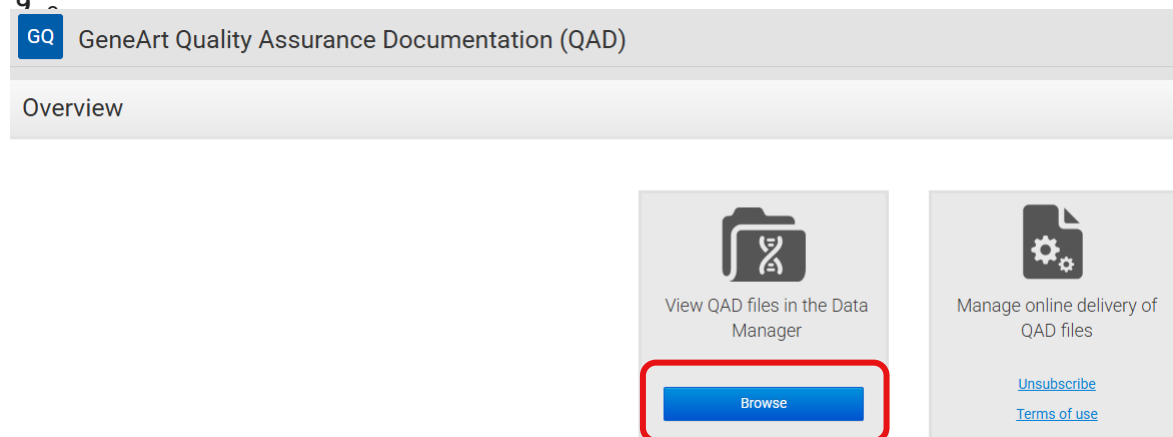 GQ GeneArt Quality Assurance Documentation (QAD)
Overview
View QAD files in the Data
Manager
Browse
Manage online delivery of
QAD files
Unsubscribe
Terms of use